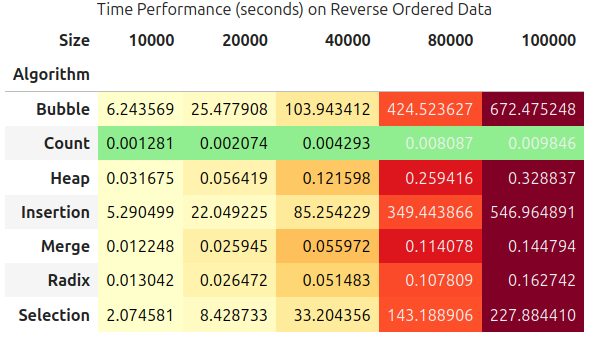 Time Performance (seconds) on Reverse Ordered Data
Size 10000 20000 40000 80000 100000
Algorithm
Bubble 6.243569 25.477908 103.943412 424.523627 672.475248
Count 0.001281 0.002074 0.004293 0.008087 0.009846
Heap 0.031675 0.056419 0.121598 0.259416 0.328837
Insertion 5.290499 22.049225 85.254229 349.443866 546.964891
Merge 0.012248 0.025945 0.055972 0.114078 0.144794
Radix 0.013042 0.026472 0.051483 0.107809 0.162742
Selection 2.074581 8.428733 33.204356 143.188906 227.884410